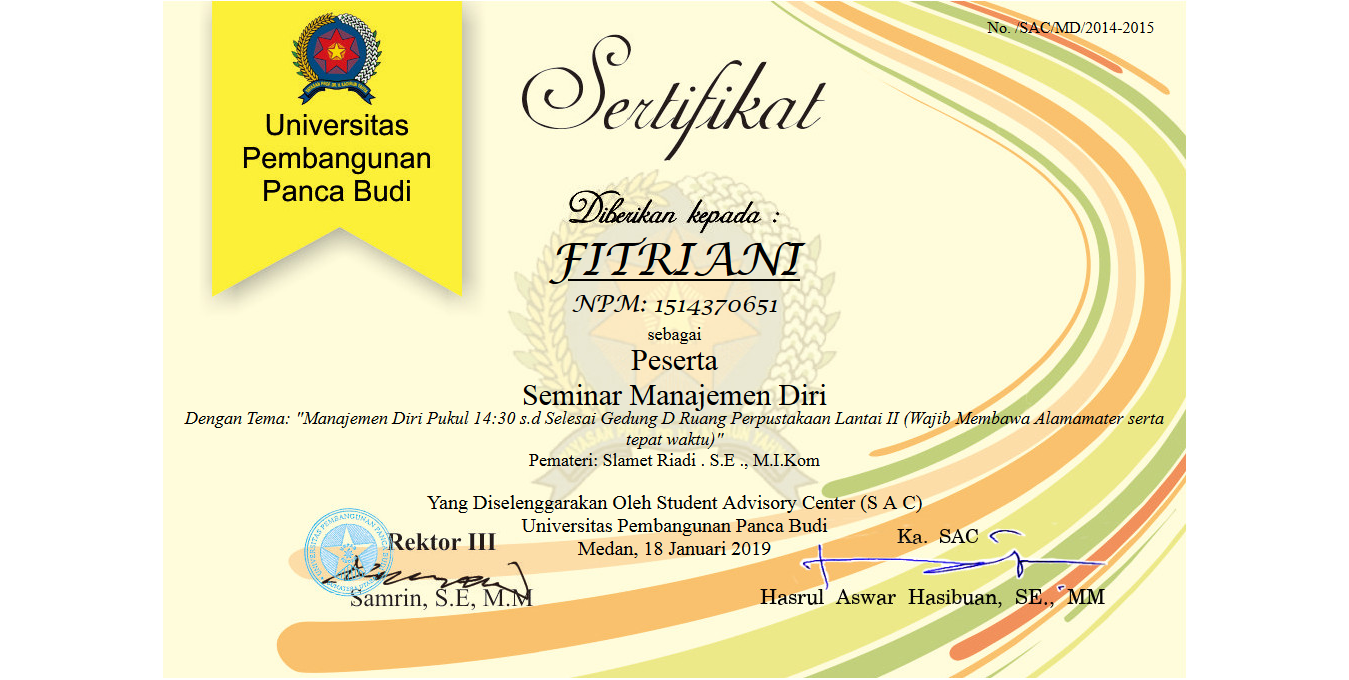 No. /SAC/MD/2014-2015
Universitas
Pembangunan
Panca Budi
Sertifikat
Diberikan kepada :
FITRIANI
NPM: 1514370651
sebagai
Peserta
Seminar Manajemen Diri
Dengan Tema: "Manajemen Diri Pukul 14:30 s.d Selesai Gedung D Ruang Perpustakaan Lantai II (Wajib Membawa Alamamater serta
tepat waktu)"
Pemateri: Slamet Riadi . S.E ., M.I.Kom
Yang Diselenggarakan Oleh Student Advisory Center (S A C)
Universitas Pembangunan Panca Budi
Medan, 18 Januari 2019
Rektor III
Samrin, S.E, M.M
Ka. SAC
Hasrul Aswar Hasibuan, SE., MM